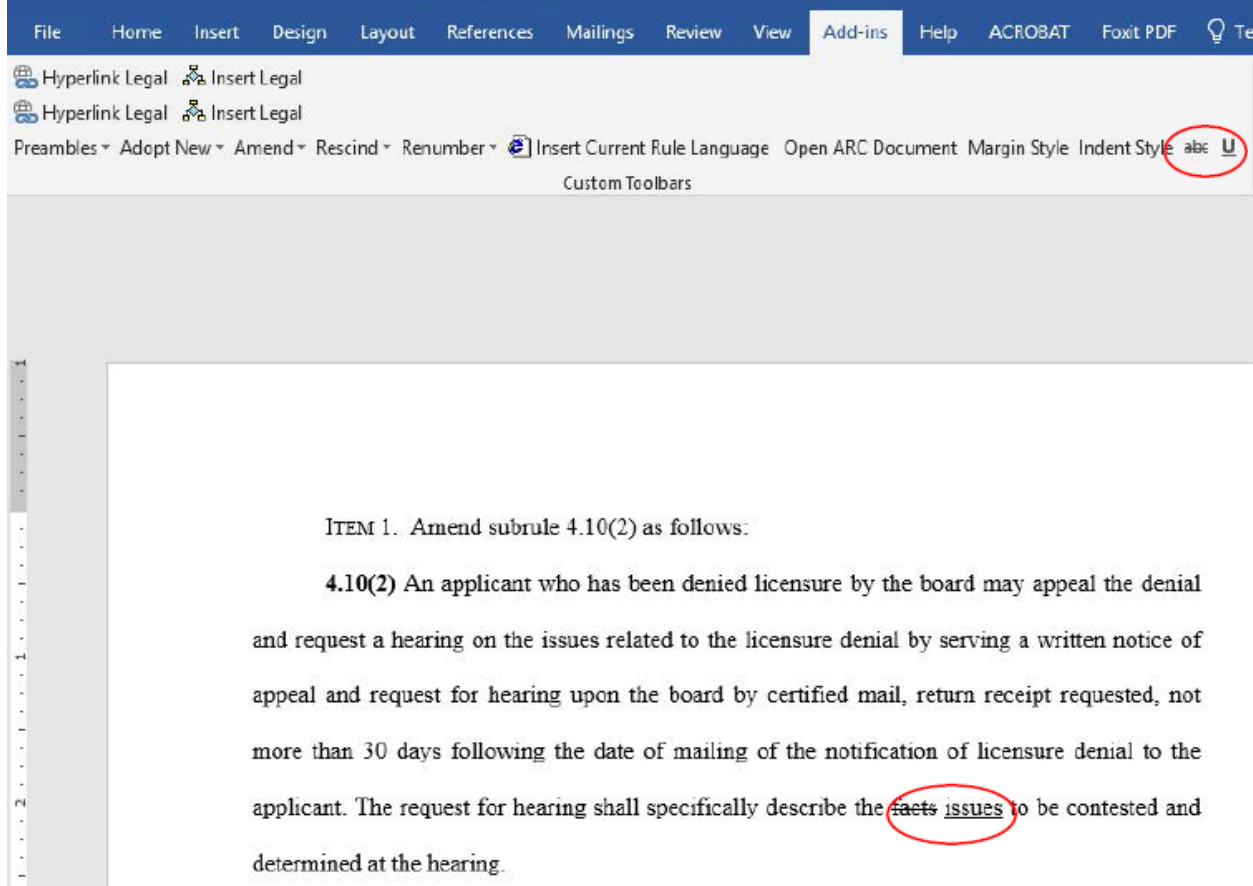 File Home Insert Design Layout References Mailings Review View Add-ins Help ACROBAT Foxit PDF Te
Hyperlink Legal Insert Legal
Hyperlink Legal Insert Legal
Preambles Adopt New Amend Rescind Renumber Insert Current Rule Language Open ARC Document Margin Style Indent Style abc U
Custom Toolbars
1
ITEM 1. Amend subrule 4.10(2) as follows:
4.10(2) An applicant who has been denied licensure by the board may appeal the denial
and request a hearing on the issues related to the licensure denial by serving a written notice of
1
appeal and request for hearing upon the board by certified mail, return receipt requested, not
more than 30 days following the date of mailing of the notification of licensure denial to the
2
applicant. The request for hearing shall specifically describe the facts issues to be contested and
determined at the hearing.